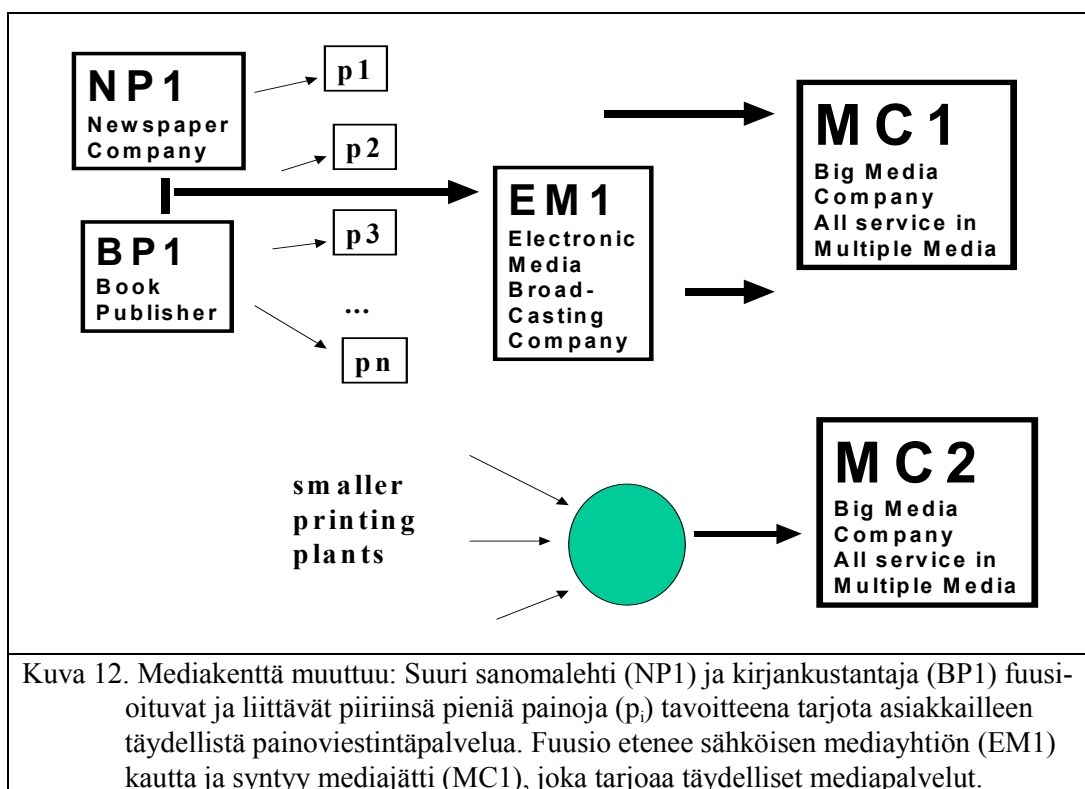 NP1
Newspaper
Company
BP1
Book
Publisher
p1
p2
p3
...
pn
EM1
Electronic
Media
Broad-
Casting
Company
MC1
Big Media
Company
All service in
Multiple Media
smaller
printing
plants
MC2
Big Media
Company
All service in
Multiple Media
Kuva 12. Mediakenttä muuttuu: Suuri sanomalehti (NP1) ja kirjankustantaja (BP1) fuusi-
oituvat ja liittävät piiriinsä pieniä painoja (pi) tavoitteena tarjota asiakkailleen
täydellistä painoviestintäpalvelua. Fuusio etenee sähköisen mediayhtiön (EM1)
kautta ja syntyy mediajätti (MC1), joka tarjoaa täydelliset mediapalvelut.